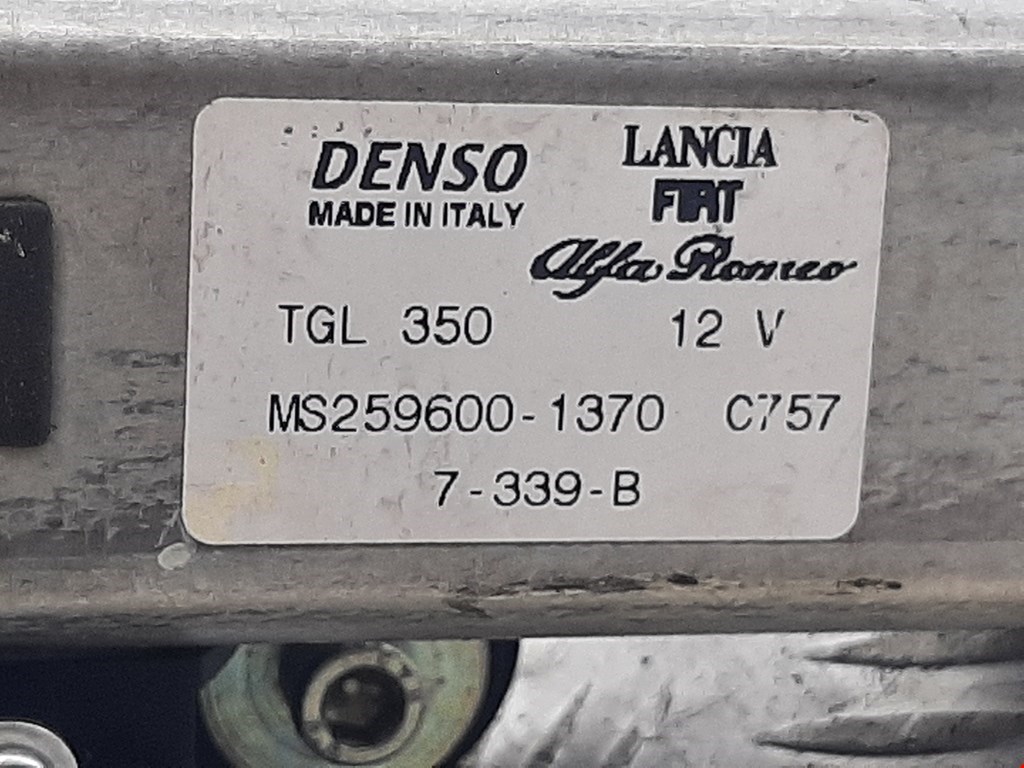 DENSO
MADE IN ITALY
LANCIA
FIAT
Alfa Romeo
TGL 350 12 V
MS259600-1370 C757
7-339-B